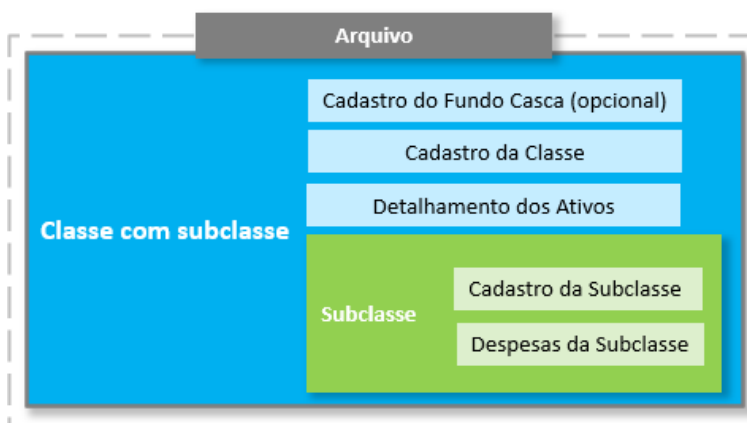 Arquivo
Cadastro do Fundo Casca (opcional)
Cadastro da Classe
Detalhamento dos Ativos
Classe com subclasse
Cadastro da Subclasse
Subclasse
Despesas da Subclasse